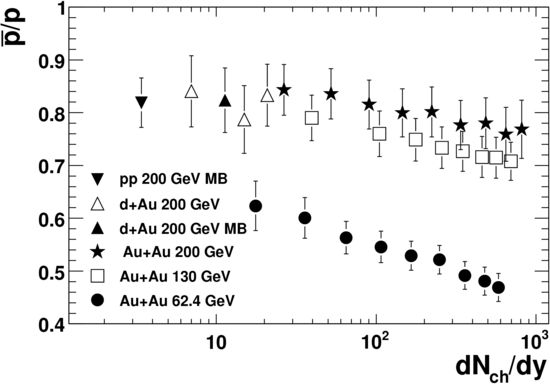 p̅/p
1
0.9
0.8
0.7
0.6
0.5
0.4
pp 200 GeV MB
d+Au 200 GeV
d+Au 200 GeV MB
Au+Au 200 GeV
Au+Au 130 GeV
Au+Au 62.4 GeV
10 10² 10³
dN_ch/dy